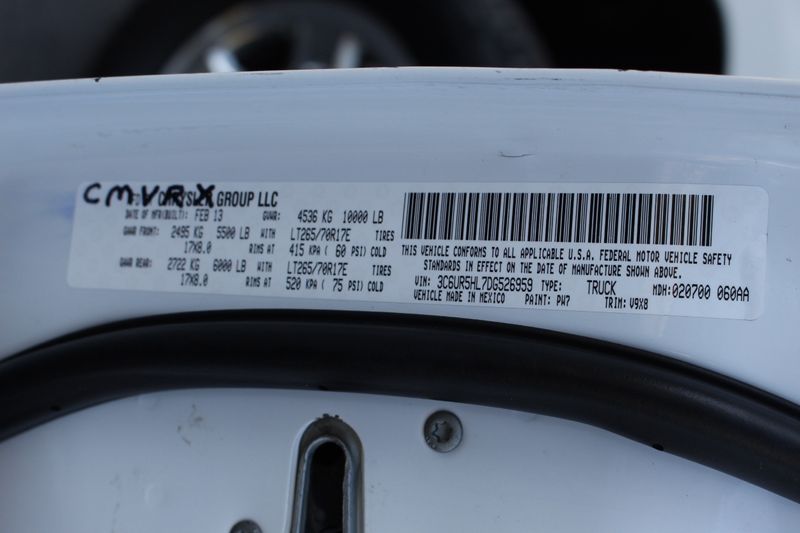 CMVRX
CHRYSLER GROUP LLC
DATE OF MFR(BUILT): FEB 13 GVWR: 4536 KG 10000 LB
GAWR FRONT: 2495 KG 5500 LB WITH LT265/70R17E TIRES
17X8.0 RIMS AT 415 KPA ( 60 PSI) COLD
GAWR REAR: 2722 KG 6000 LB WITH LT265/70R17E TIRES
17X8.0 RIMS AT 520 KPA ( 75 PSI) COLD
THIS VEHICLE CONFORMS TO ALL APPLICABLE U.S.A. FEDERAL MOTOR VEHICLE SAFETY
STANDARDS IN EFFECT ON THE DATE OF MANUFACTURE SHOWN ABOVE.
VIN: 3C6UR5HL7DG526959 TYPE: TRUCK MDH: 020700 060AA
VEHICLE MADE IN MEXICO PAINT: PW7 TRIM: V9X8